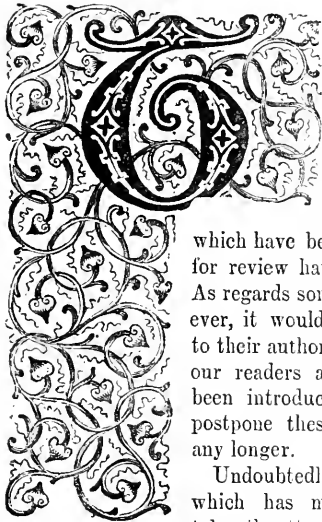 T
which have be
for review ha
As regards so
ever, it would
to their author
our readers a
been introduc
postpone thes
any longer.
Undoubtedl
which has